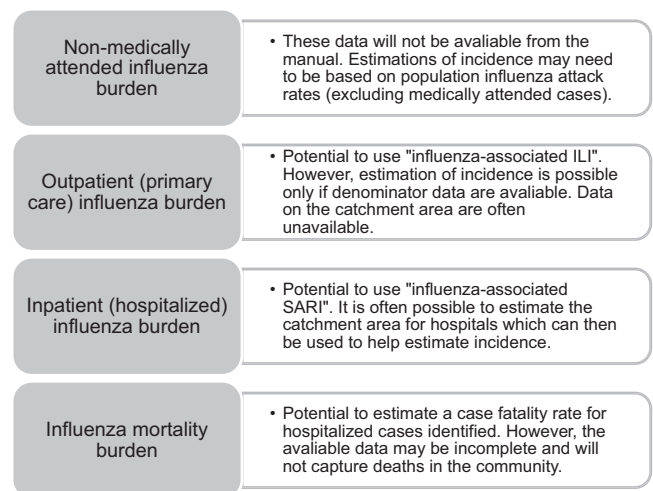 Non-medically
attended influenza
burden
• These data will not be avaliable from the
manual. Estimations of incidence may need
to be based on population influenza attack
rates (excluding medically attended cases).
Outpatient (primary
care) influenza burden
• Potential to use "influenza-associated ILI".
However, estimation of incidence is possible
only if denominator data are avaliable. Data
on the catchment area are often
unavailable.
Inpatient (hospitalized)
influenza burden
• Potential to use "influenza-associated
SARI". It is often possible to estimate the
catchment area for hospitals which can then
be used to help estimate incidence.
Influenza mortality
burden
• Potential to estimate a case fatality rate for
hospitalized cases identified. However, the
avaliable data may be incomplete and will
not capture deaths in the community.